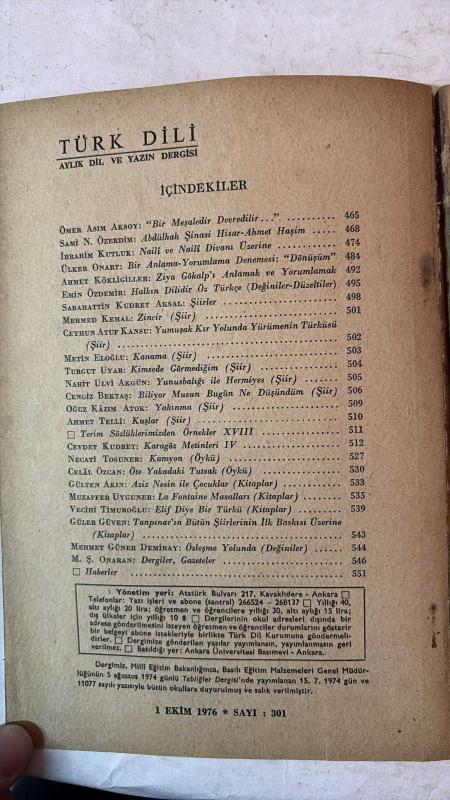 TÜRK DİLİ
AYLIK DİL VE YAZIN DERGİSİ
İÇİNDEKİLER
ÖMER ASIM AKSOY: "Bir Meşaledir Devredilir..." .......... 465
SAMİ N. ÖZERDİM: Abdülhak Şinasi Hisar-Ahmet Haşim ..... 468
İBRAHİM KUTLUK: Nailî ve Nailî Divanı Üzerine ............ 474
ÜLKER ONART: Bir Anlama-Yorumlama Denemesi: "Dönüşüm" 484
AHMET KÖKLÜGİLLER: Ziya Gökalp'ı Anlamak ve Yorumlamak 492
EMİN ÖZDEMİR: Halkın Dilidir Öz Türkçe (Değiniler-Düzeltiler) 495
SABAHATTİN KUDRET AKSAL: Şiirler ...................... 498
MEHMED KEMAL: Zincir (Şiir) ............................ 501
CEYHUN ATUF KANSU: Yumuşak Kır Yolunda Yürümenin Türküsü
(Şiir) ............................................ 502
METİN ELOĞLU: Kanama (Şiir) .......................... 503
TURGUT UYAR: Kimsede Görmediğim (Şiir) ................ 504
NAHİT ULVİ AKGÜN: Yunusbalığı ile Hermiyes (Şiir) ........ 505
CENGİZ BEKTAŞ: Biliyor Musun Bugün Ne Düşündüm (Şiir) 506
OĞUZ KÂZIM ATOK: Yakınma (Şiir) ...................... 509
AHMET TELLİ: Kuşlar (Şiir) ............................ 510
□ Terim Sözlüklerimizden Örnekler XVIII ................ 511
CEVDET KUDRET: Karagöz Metinleri IV .................... 512
NECATİ TOSUNER: Kamyon (Öykü) ........................ 527
CELÂL ÖZCAN: Öte Yakadaki Tutsak (Öykü) ................ 530
GÜLTEN AKIN: Aziz Nesin ile Çocuklar (Kitaplar) .......... 533
MUZAFFER UYGUNER: La Fontaine Masalları (Kitaplar) ........ 535
VECİHİ TİMUROĞLU: Elif Diye Bir Türkü (Kitaplar) ........ 539
GÜLER GÜVEN: Tanpınar'ın Bütün Şiirlerinin İlk Baskısı Üzerine
(Kitaplar) ........................................ 543
MEHMET GÜNER DEMİRAY: Özleşme Yolunda (Değiniler) ...... 544
M. Ş. ONARAN: Dergiler, Gazeteler ...................... 546
□ Haberler ............................................ 551
Yönetim yeri: Atatürk Bulvarı 217, Kavaklıdere - Ankara □
Telefonlar: Yazı işleri ve abone (santral) 266524 – 268137 □ Yıllığı 40,
altı aylığı 20 lira; öğretmen ve öğrencilere yıllığı 30, altı aylığı 15 lira;
dış ülkeler için yıllığı 10 $ □ Dergilerinin okul adresleri dışında bir
adrese gönderilmesini isteyen öğretmen ve öğrenciler durumlarını gösterir
bir belgeyi abone istekleriyle birlikte Türk Dil Kurumuna göndermeli-
dirler. □ Dergimize gönderilen yazılar yayımlansın, yayımlanmasın geri
verilmez. □ Basıldığı yer: Ankara Üniversitesi Basımevi - Ankara.
Dergimiz, Millî Eğitim Bakanlığınca, Basılı Eğitim Malzemeleri Genel Müdür-
lüğünün 5 ağustos 1974 günlü Tebliğler Dergisi'nde yayımlanan 15. 7. 1974 gün ve
11077 sayılı yazısıyle bütün okullara duyurulmuş ve salık verilmiştir.
1 EKİM 1976 * SAYI : 301